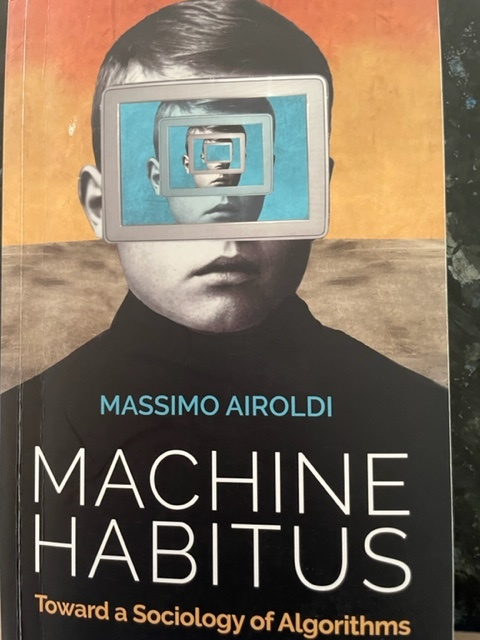 MASSIMO AIROLDI
MACHINE
HABITUS
Toward a Sociology of Algorithms